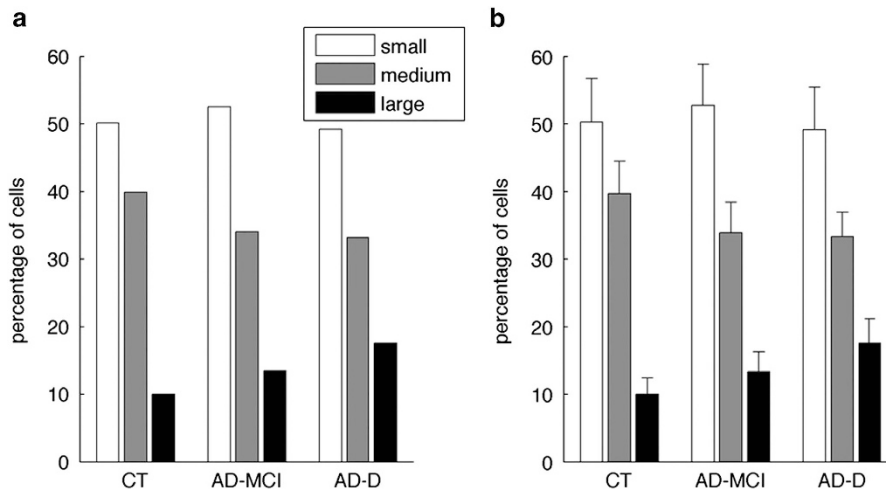 a
b
small
medium
large
60
50
40
30
20
10
0
percentage of cells
CT AD-MCI AD-D
60
50
40
30
20
10
0
percentage of cells
CT AD-MCI AD-D